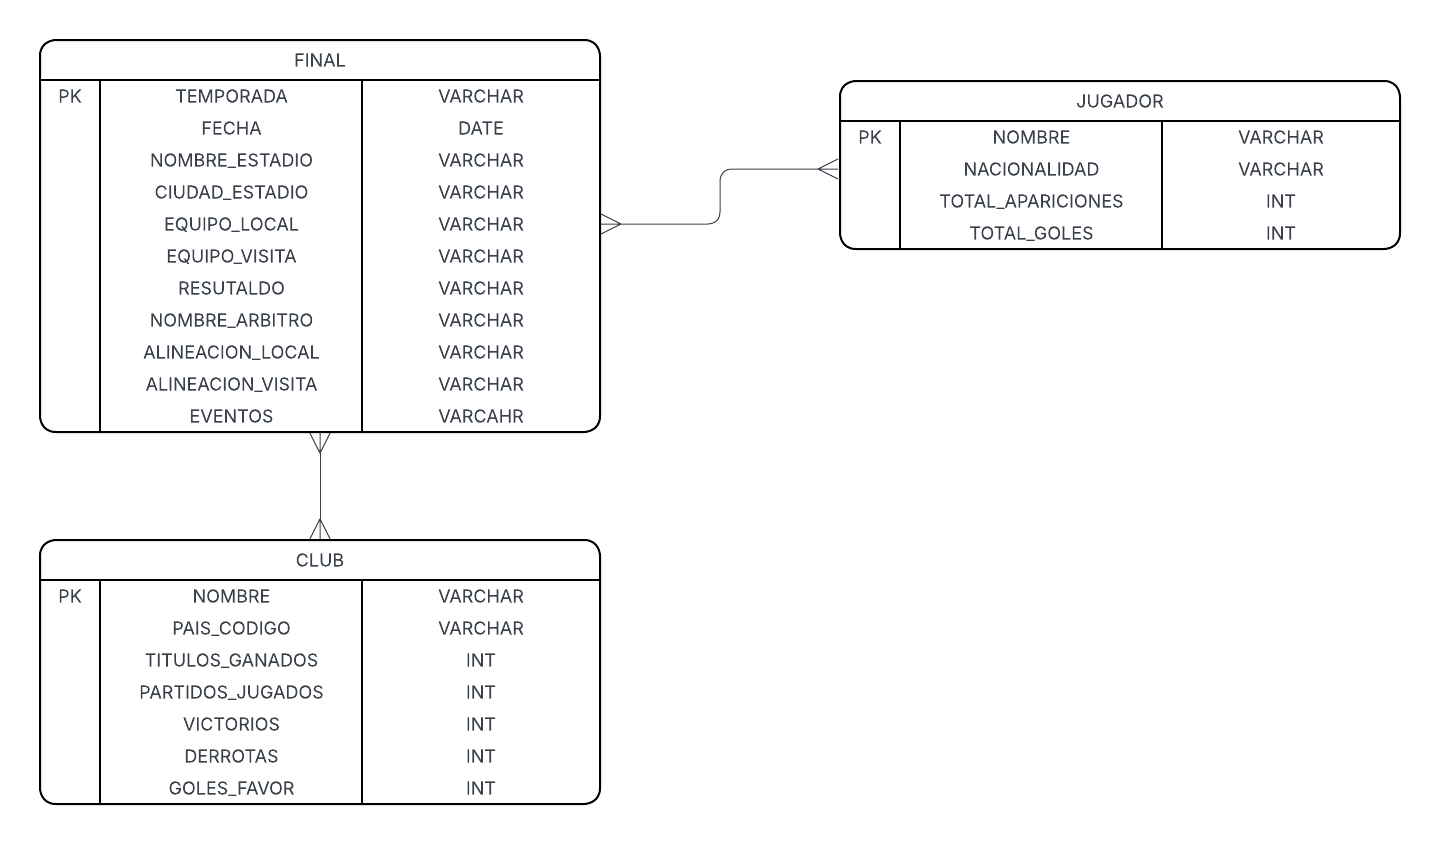 FINAL
PK TEMPORADA VARCHAR
FECHA DATE
NOMBRE_ESTADIO VARCHAR
CIUDAD_ESTADIO VARCHAR
EQUIPO_LOCAL VARCHAR
EQUIPO_VISITA VARCHAR
RESUTALDO VARCHAR
NOMBRE_ARBITRO VARCHAR
ALINEACION_LOCAL VARCHAR
ALINEACION_VISITA VARCHAR
EVENTOS VARCAHR
JUGADOR
PK NOMBRE VARCHAR
NACIONALIDAD VARCHAR
TOTAL_APARICIONES INT
TOTAL_GOLES INT
CLUB
PK NOMBRE VARCHAR
PAIS_CODIGO VARCHAR
TITULOS_GANADOS INT
PARTIDOS_JUGADOS INT
VICTORIOS INT
DERROTAS INT
GOLES_FAVOR INT